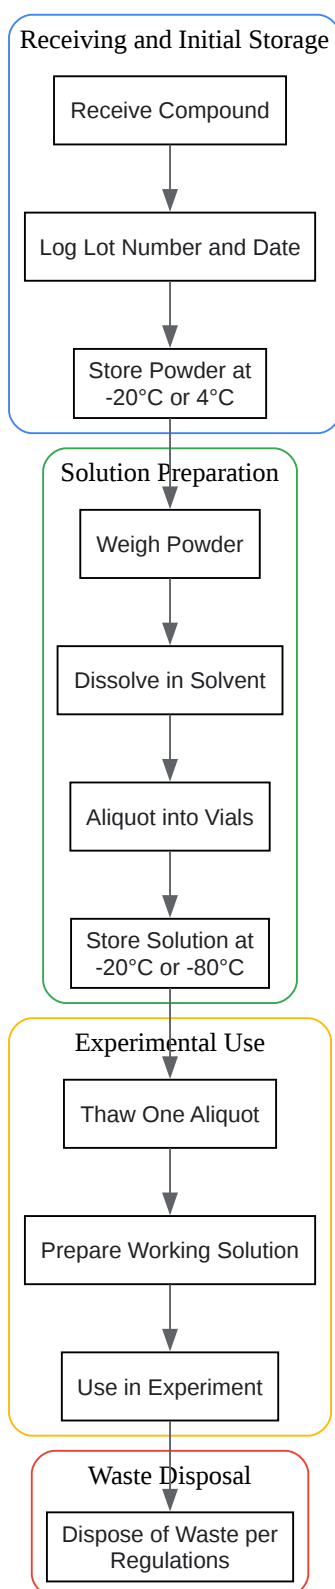 Receiving and Initial Storage
Receive Compound
Log Lot Number and Date
Store Powder at
-20°C or 4°C
Solution Preparation
Weigh Powder
Dissolve in Solvent
Aliquot into Vials
Store Solution at
-20°C or -80°C
Experimental Use
Thaw One Aliquot
Prepare Working Solution
Use in Experiment
Waste Disposal
Dispose of Waste per
Regulations